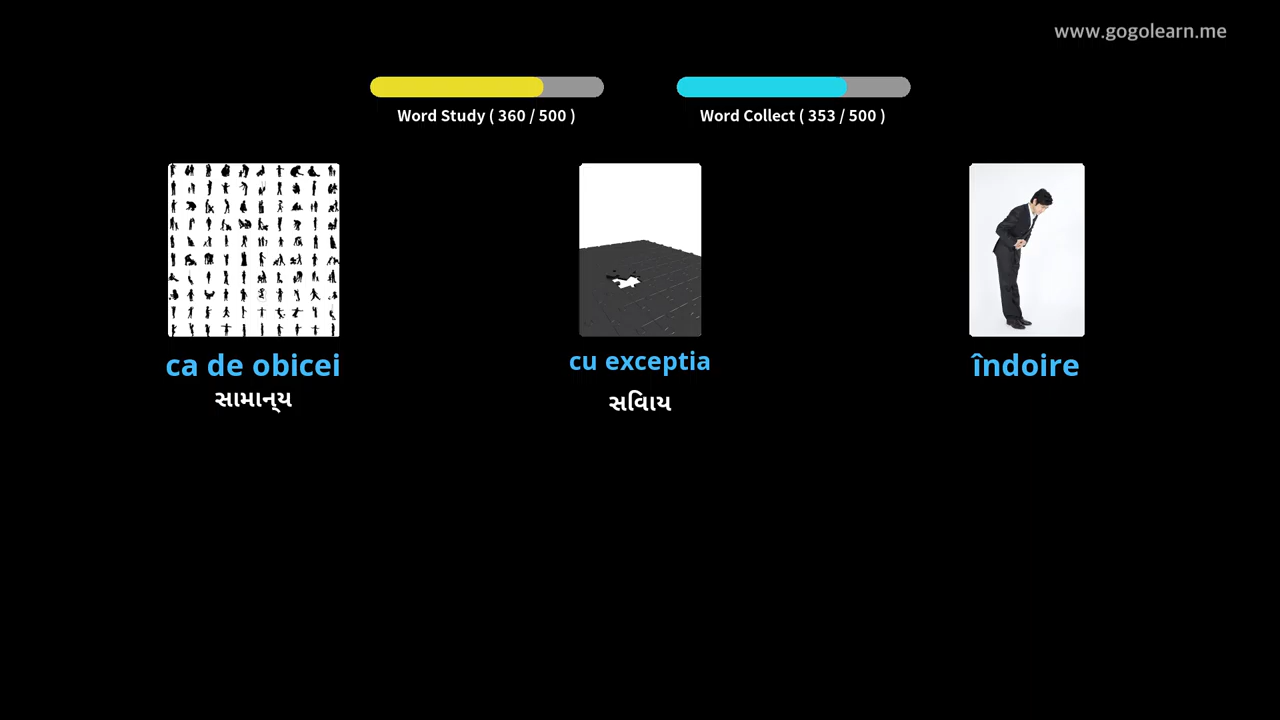 www.gogolearn.me
Word Study ( 360 / 500 )
Word Collect ( 353 / 500 )
ca de obicei
cu exceptia
îndoire
સામાન્ય
સિવાય